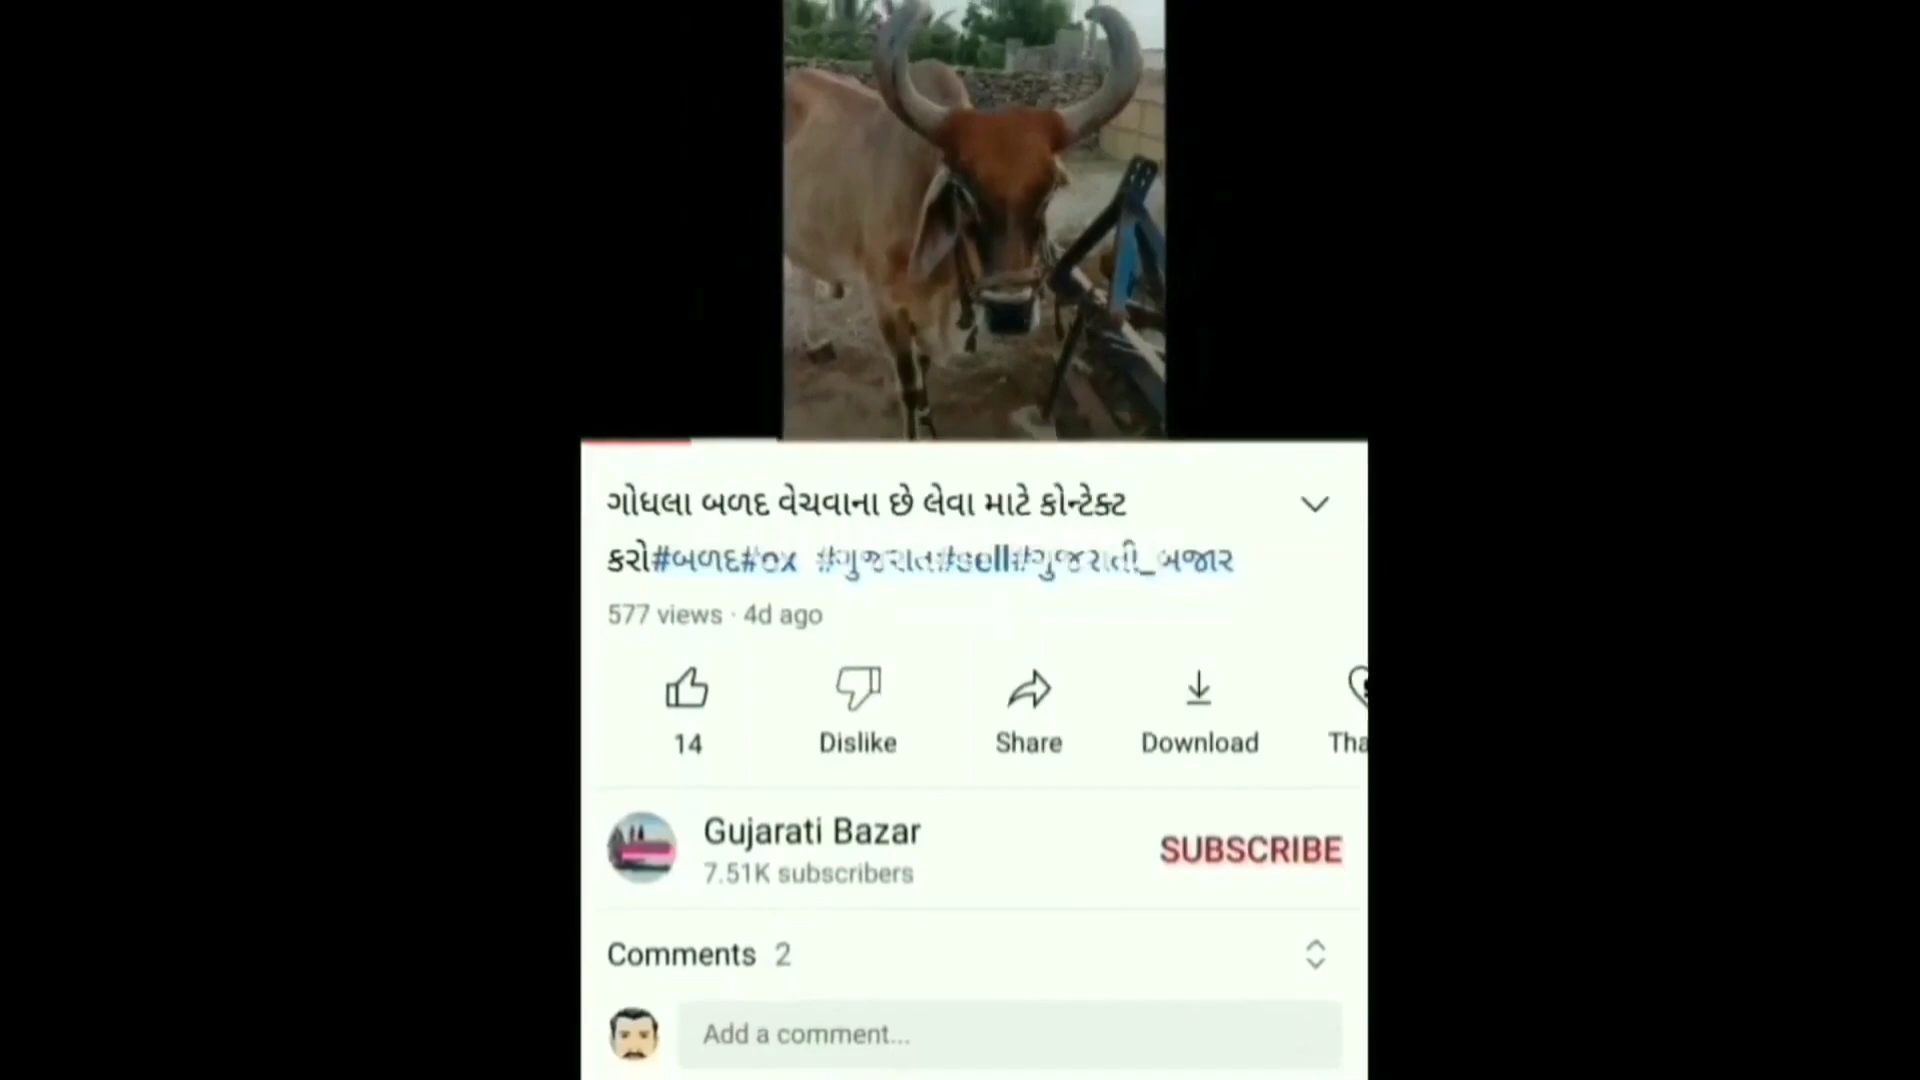 ગોધલા બળદ વેચવાના છે લેવા માટે કોન્ટેક્ટ
કરો#બળદ#ox #ગુજરાત#sell#ગુજરાતી_બજાર
577 views · 4d ago
14 Dislike Share Download Tha
Gujarati Bazar
7.51K subscribers
SUBSCRIBE
Comments 2
Add a comment...